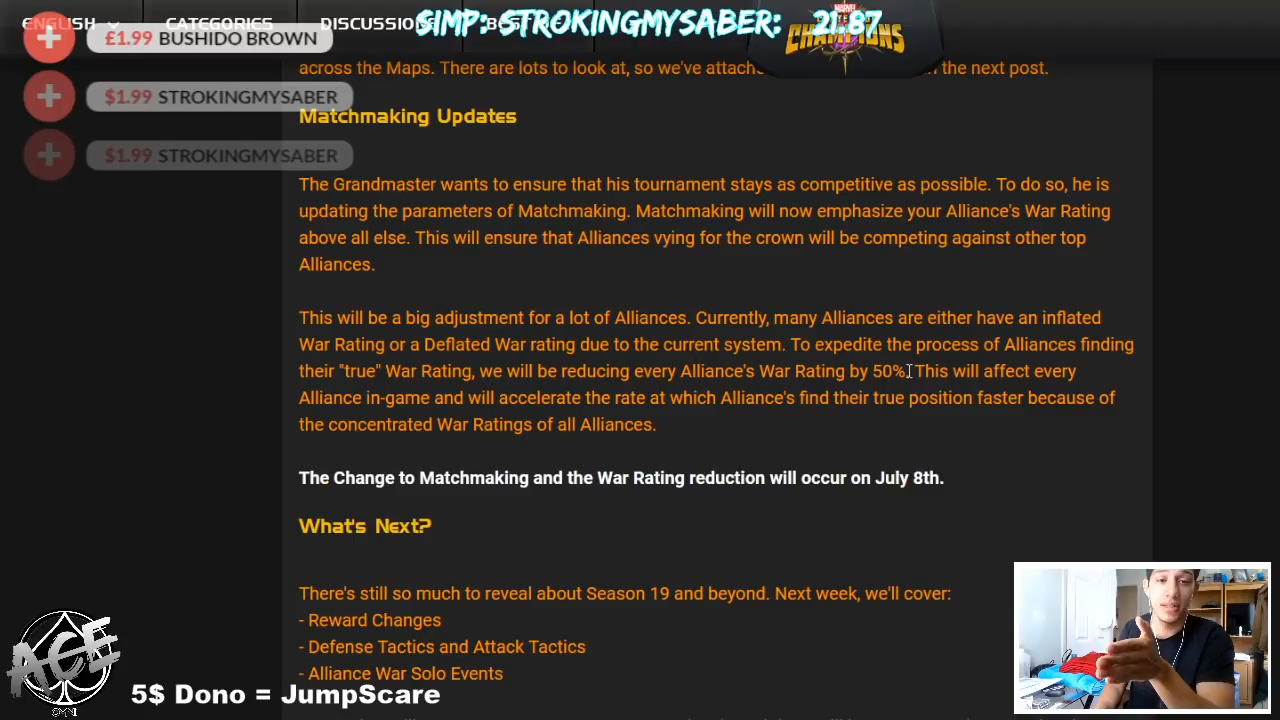 ENGLISH CATEGORIES DISCUSSIONS
SIMP: STROKINGMYSABER: 21.87
MARVEL
CHAMPIONS
£1.99 BUSHIDO BROWN
$1.99 STROKINGMYSABER
$1.99 STROKINGMYSABER
across the Maps. There are lots to look at, so we've attache the next post.
Matchmaking Updates
The Grandmaster wants to ensure that his tournament stays as competitive as possible. To do so, he is
updating the parameters of Matchmaking. Matchmaking will now emphasize your Alliance's War Rating
above all else. This will ensure that Alliances vying for the crown will be competing against other top
Alliances.
This will be a big adjustment for a lot of Alliances. Currently, many Alliances are either have an inflated
War Rating or a Deflated War rating due to the current system. To expedite the process of Alliances finding
their "true" War Rating, we will be reducing every Alliance's War Rating by 50%. This will affect every
Alliance in-game and will accelerate the rate at which Alliance's find their true position faster because of
the concentrated War Ratings of all Alliances.
The Change to Matchmaking and the War Rating reduction will occur on July 8th.
What's Next?
There's still so much to reveal about Season 19 and beyond. Next week, we'll cover:
- Reward Changes
- Defense Tactics and Attack Tactics
- Alliance War Solo Events
ACE
OMNI
5$ Dono = JumpScare